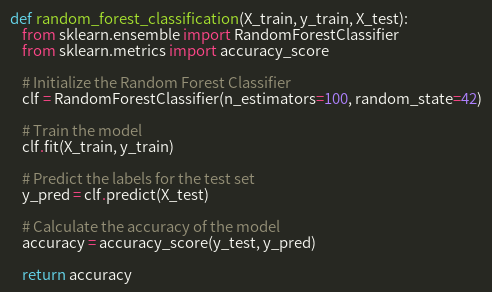 def random_forest_classification(X_train, y_train, X_test):
from sklearn.ensemble import RandomForestClassifier
from sklearn.metrics import accuracy_score
# Initialize the Random Forest Classifier
clf = RandomForestClassifier(n_estimators=100, random_state=42)
# Train the model
clf.fit(X_train, y_train)
# Predict the labels for the test set
y_pred = clf.predict(X_test)
# Calculate the accuracy of the model
accuracy = accuracy_score(y_test, y_pred)
return accuracy